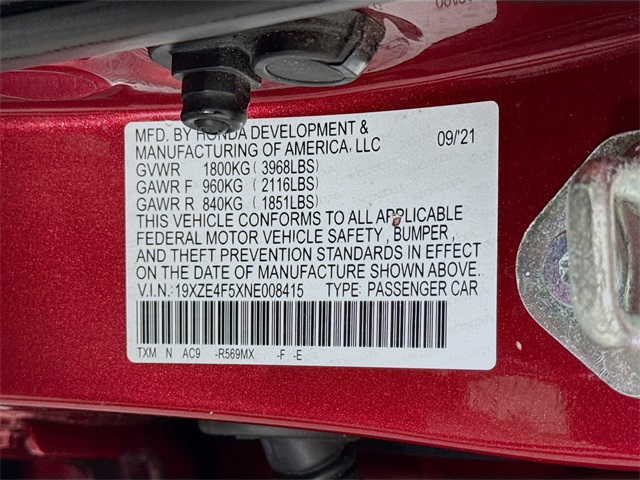 MFD. BY HONDA DEVELOPMENT &
MANUFACTURING OF AMERICA, LLC 09/'21
GVWR 1800KG ( 3968LBS)
GAWR F 960KG ( 2116LBS)
GAWR R 840KG ( 1851LBS)
THIS VEHICLE CONFORMS TO ALL APPLICABLE
FEDERAL MOTOR VEHICLE SAFETY , BUMPER ,
AND THEFT PREVENTION STANDARDS IN EFFECT
ON THE DATE OF MANUFACTURE SHOWN ABOVE.
V.I.N.: 19XZE4F5XNE008415 TYPE: PASSENGER CAR
TXM N AC9 -R569MX -F -E